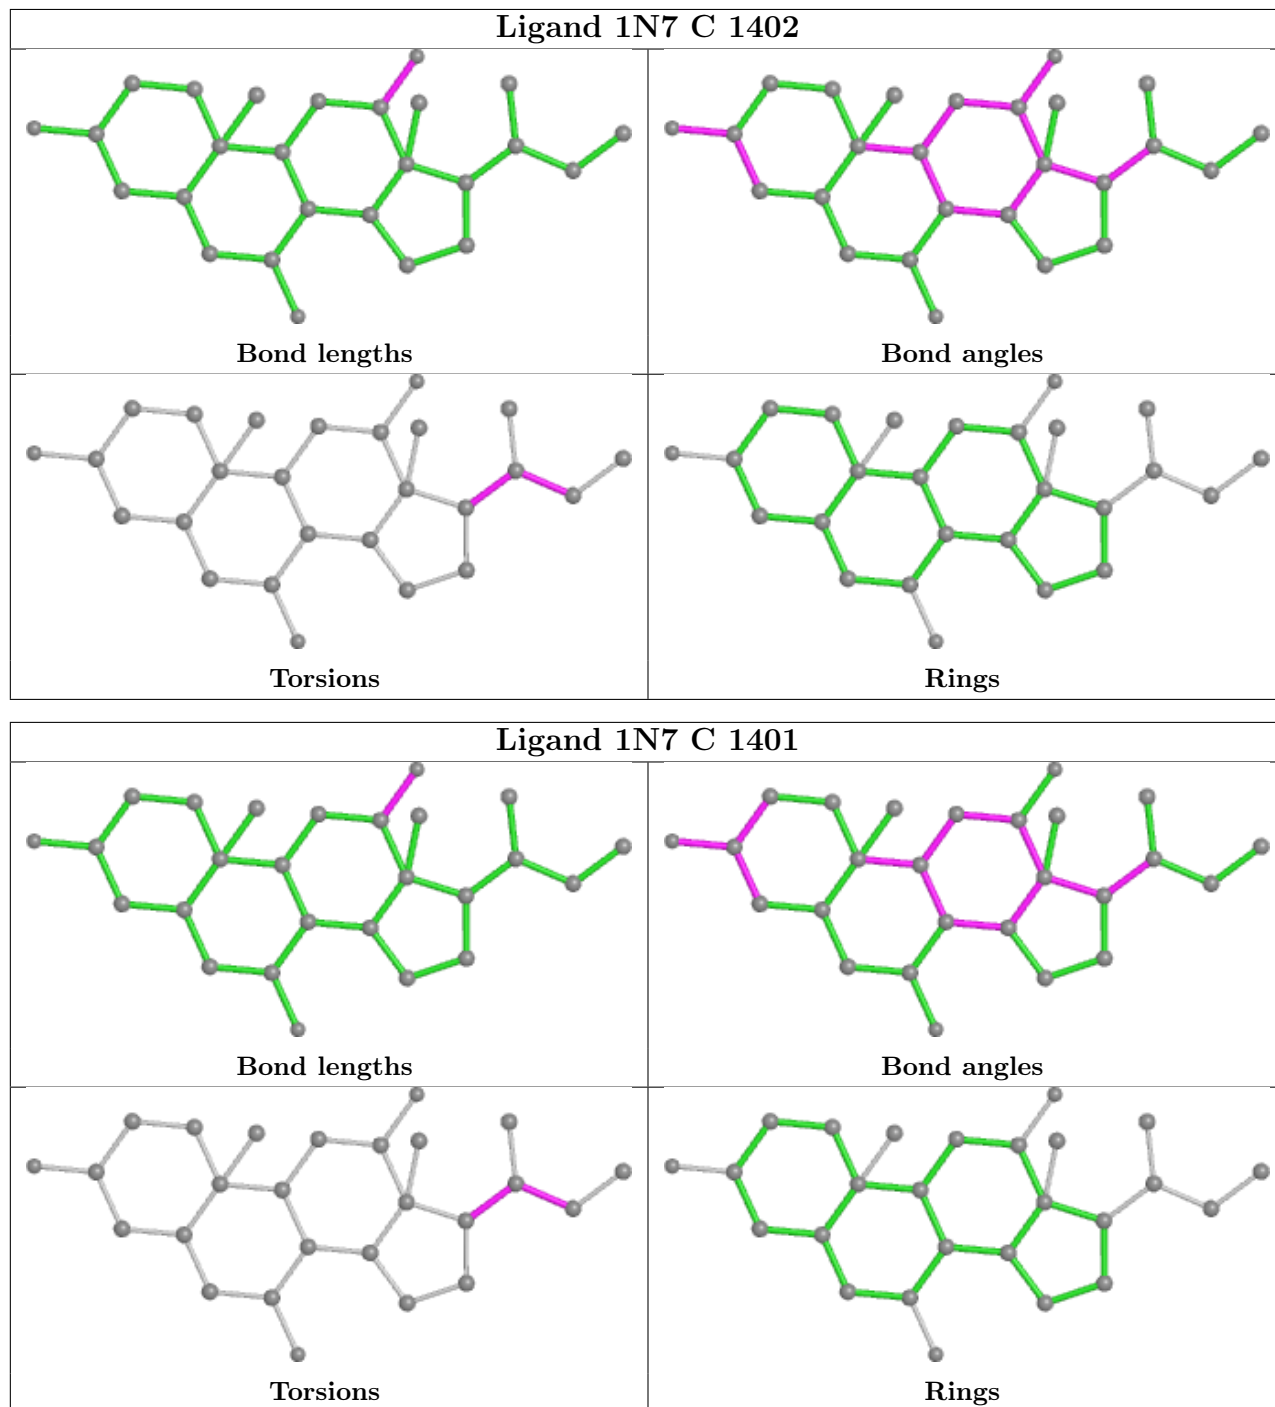 Ligand 1N7 C 1402
Bond lengths
Bond angles
Torsions
Rings
Ligand 1N7 C 1401
Bond lengths
Bond angles
Torsions
Rings